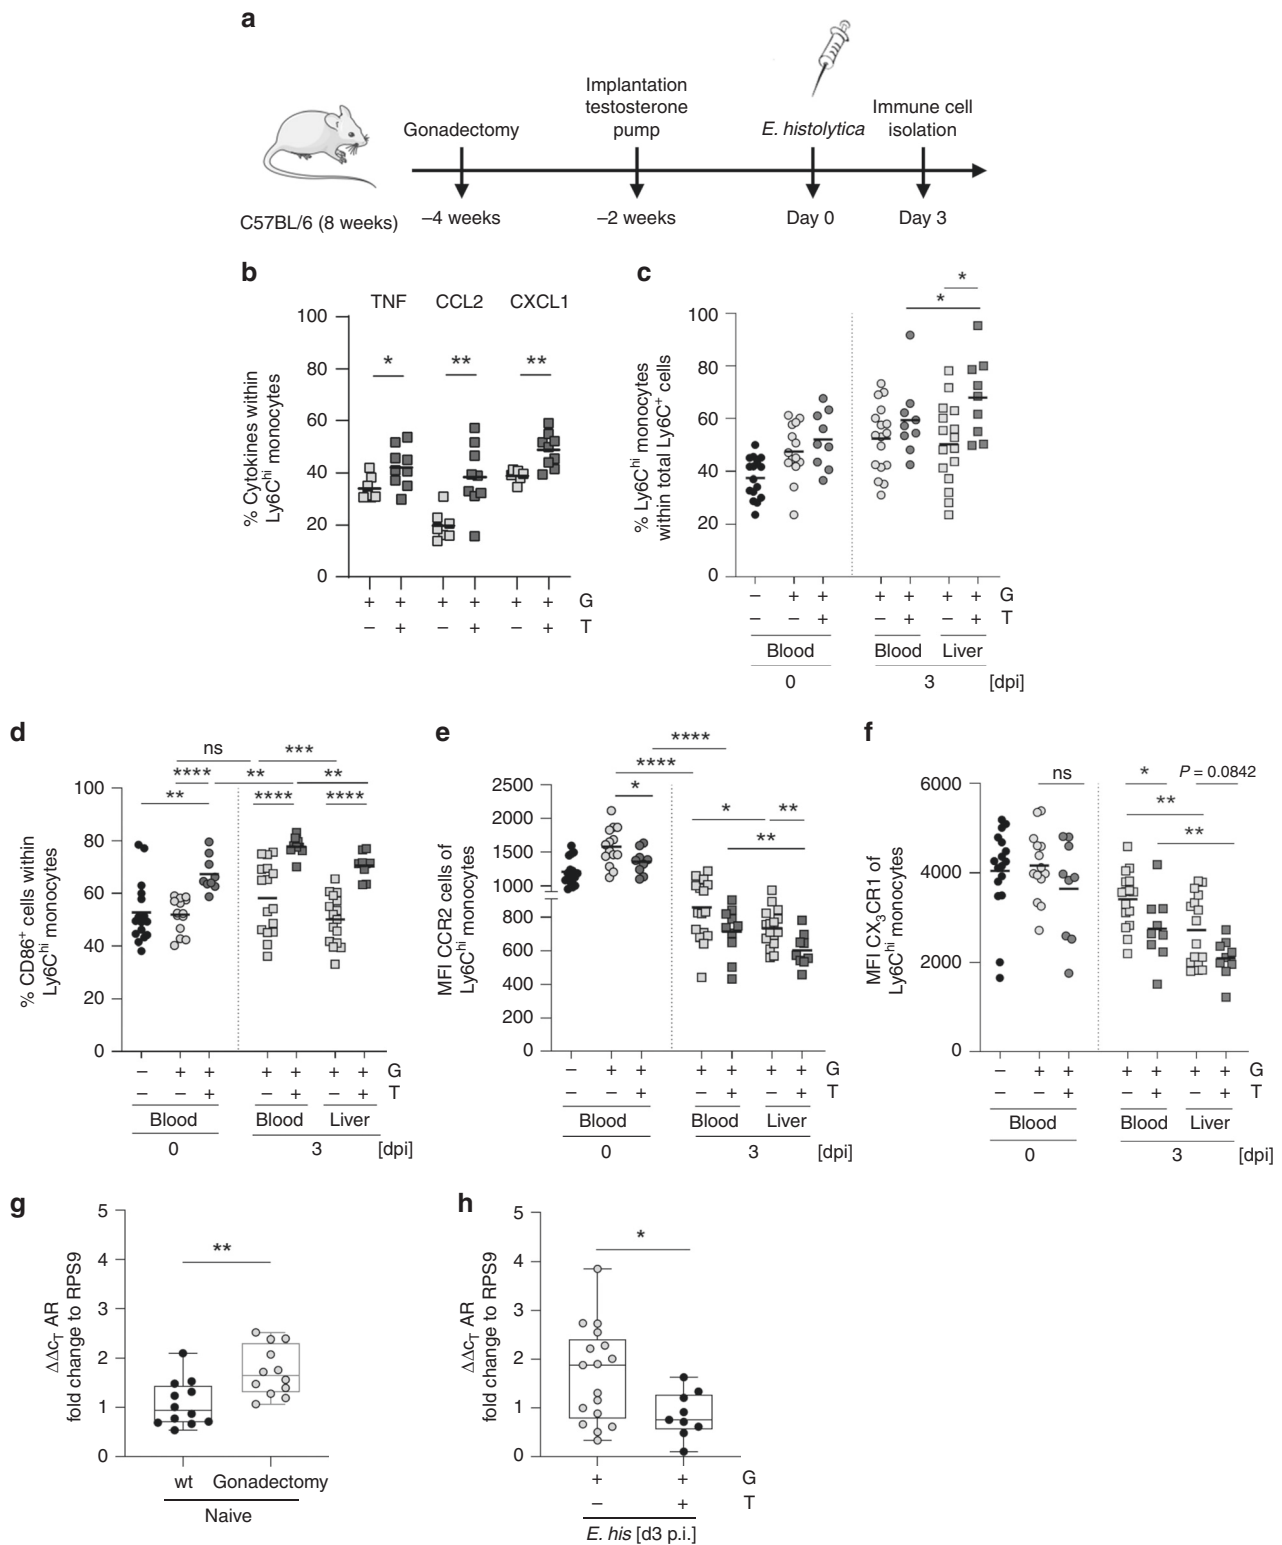 a
Implantation
testosterone
pump
Gonadectomy
E. histolytica
Immune cell
isolation
C57BL/6 (8 weeks)
–4 weeks
–2 weeks
Day 0
Day 3
b
TNF
CCL2
CXCL1
% Cytokines within
Ly6Chi monocytes
100
80
60
40
20
0
* ** **
+ + + + + + G
– + – + – + T
c
% Ly6Chi monocytes
within total Ly6C+ cells
100
80
60
40
20
0
*
*
– + + + + + + G
– – + – + – + T
Blood Blood Liver
0 3 [dpi]
d
% CD86+ cells within
Ly6Chi monocytes
100
80
60
40
20
0
ns ***
**** ** **
** **** ****
– + + + + + + G
– – + – + – + T
Blood Blood Liver
0 3 [dpi]
e
MFI CCR2 cells of
Ly6Chi monocytes
2500
2000
1500
1000
800
600
400
200
0
****
****
*
* **
**
– + + + + + + G
– – + – + – + T
Blood Blood Liver
0 3 [dpi]
f
MFI CX3CR1 of
Ly6Chi monocytes
6000
4000
2000
0
ns * P = 0.0842
**
**
– + + + + + + G
– – + – + – + T
Blood Blood Liver
0 3 [dpi]
g
ΔΔcT AR
fold change to RPS9
5
4
3
2
1
0
**
wt Gonadectomy
Naive
h
ΔΔcT AR
fold change to RPS9
5
4
3
2
1
0
*
+ + G
– + T
E. his [d3 p.i.]